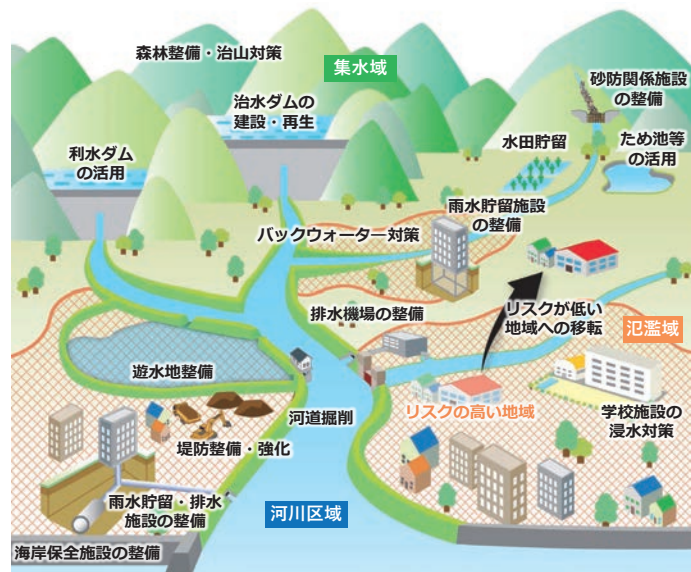 森林整備・治山対策
集水域
砂防関係施設
の整備
治水ダムの
建設・再生
水田貯留
ため池等
の活用
利水ダム
の活用
雨水貯留施設
の整備
バックウォーター対策
排水機場の整備
リスクが低い
地域への移転
氾濫域
遊水地整備
リスクの高い地域
学校施設の
浸水対策
河道掘削
堤防整備・強化
雨水貯留・排水
施設の整備
河川区域
海岸保全施設の整備